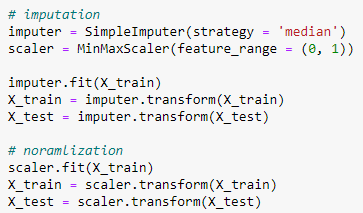 # imputation
imputer = SimpleImputer(strategy = 'median')
scaler = MinMaxScaler(feature_range = (0, 1))
imputer.fit(X_train)
X_train = imputer.transform(X_train)
X_test = imputer.transform(X_test)
# noramlization
scaler.fit(X_train)
X_train = scaler.transform(X_train)
X_test = scaler.transform(X_test)